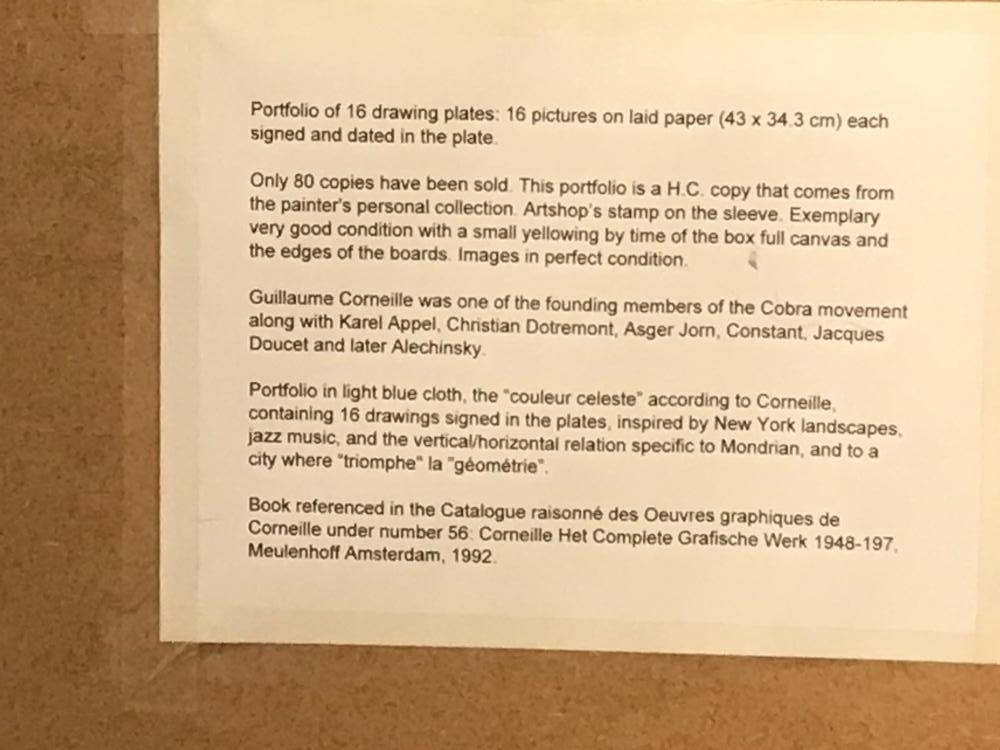 Portfolio of 16 drawing plates: 16 pictures on laid paper (43 x 34.3 cm) each
signed and dated in the plate.
Only 80 copies have been sold. This portfolio is a H.C. copy that comes from
the painter's personal collection. Artshop's stamp on the sleeve. Exemplary
very good condition with a small yellowing by time of the box full canvas and
the edges of the boards. Images in perfect condition.
Guillaume Corneille was one of the founding members of the Cobra movement
along with Karel Appel, Christian Dotremont, Asger Jorn, Constant, Jacques
Doucet and later Alechinsky.
Portfolio in light blue cloth, the "couleur celeste" according to Corneille,
containing 16 drawings signed in the plates, inspired by New York landscapes,
jazz music, and the vertical/horizontal relation specific to Mondrian, and to a
city where "triomphe" la "géométrie".
Book referenced in the Catalogue raisonné des Oeuvres graphiques de
Corneille under number 56: Corneille Het Complete Grafische Werk 1948-197,
Meulenhoff Amsterdam, 1992.